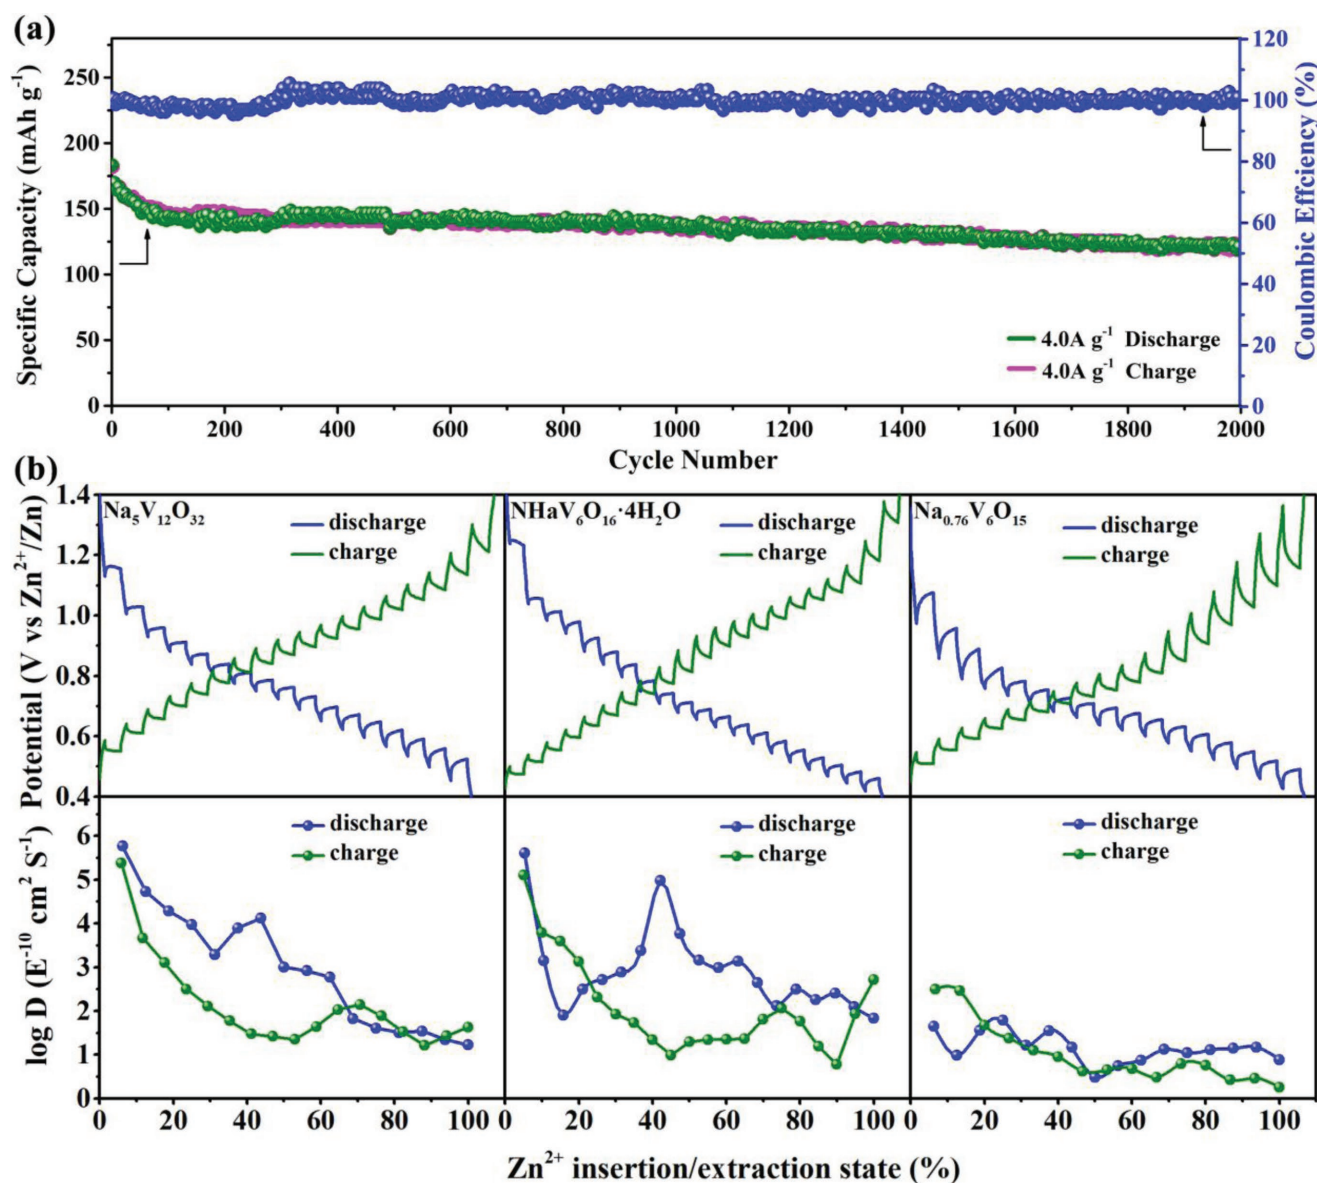 (a)
250
200
150
100
50
0
Specific Capacity (mAh g⁻¹)
120
100
80
60
40
20
0
Coulombic Effciency (%)
4.0A g⁻¹ Discharge
4.0A g⁻¹ Charge
0 200 400 600 800 1000 1200 1400 1600 1800 2000
Cycle Number
(b)
1.4
1.2
1.0
0.8
0.6
0.4
Potential (V vs Zn²⁺/Zn)
Na₅V₁₂O₃₂
discharge
charge
NHaV₆O₁₆·4H₂O
discharge
charge
Na₀.₇₆V₆O₁₅
discharge
charge
6
5
4
3
2
1
0
log D (E⁻¹⁰ cm² S⁻¹)
discharge
charge
discharge
charge
discharge
charge
0 20 40 60 80 100 0 20 40 60 80 100 0 20 40 60 80 100
Zn²⁺ insertion/extraction state (%)